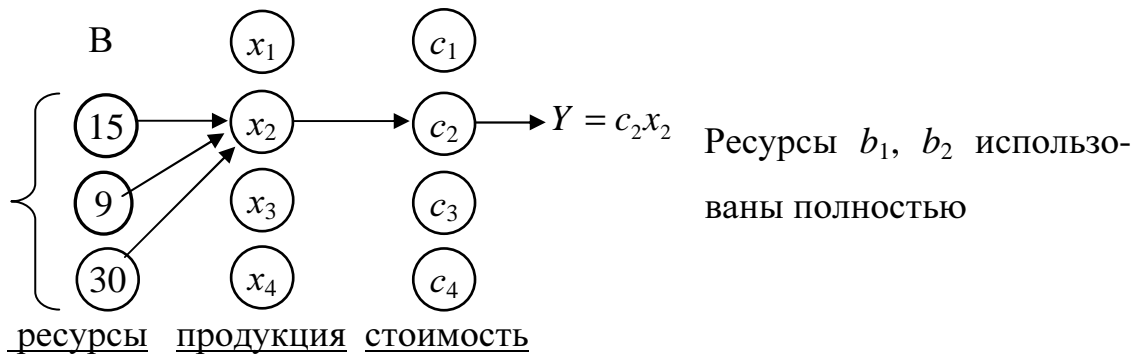 B x₁ c₁
15 x₂ c₂ Y = c₂x₂ Ресурсы b₁, b₂ использо-
9 x₃ c₃ ваны полностью
30 x₄ c₄
ресурсы продукция стоимость